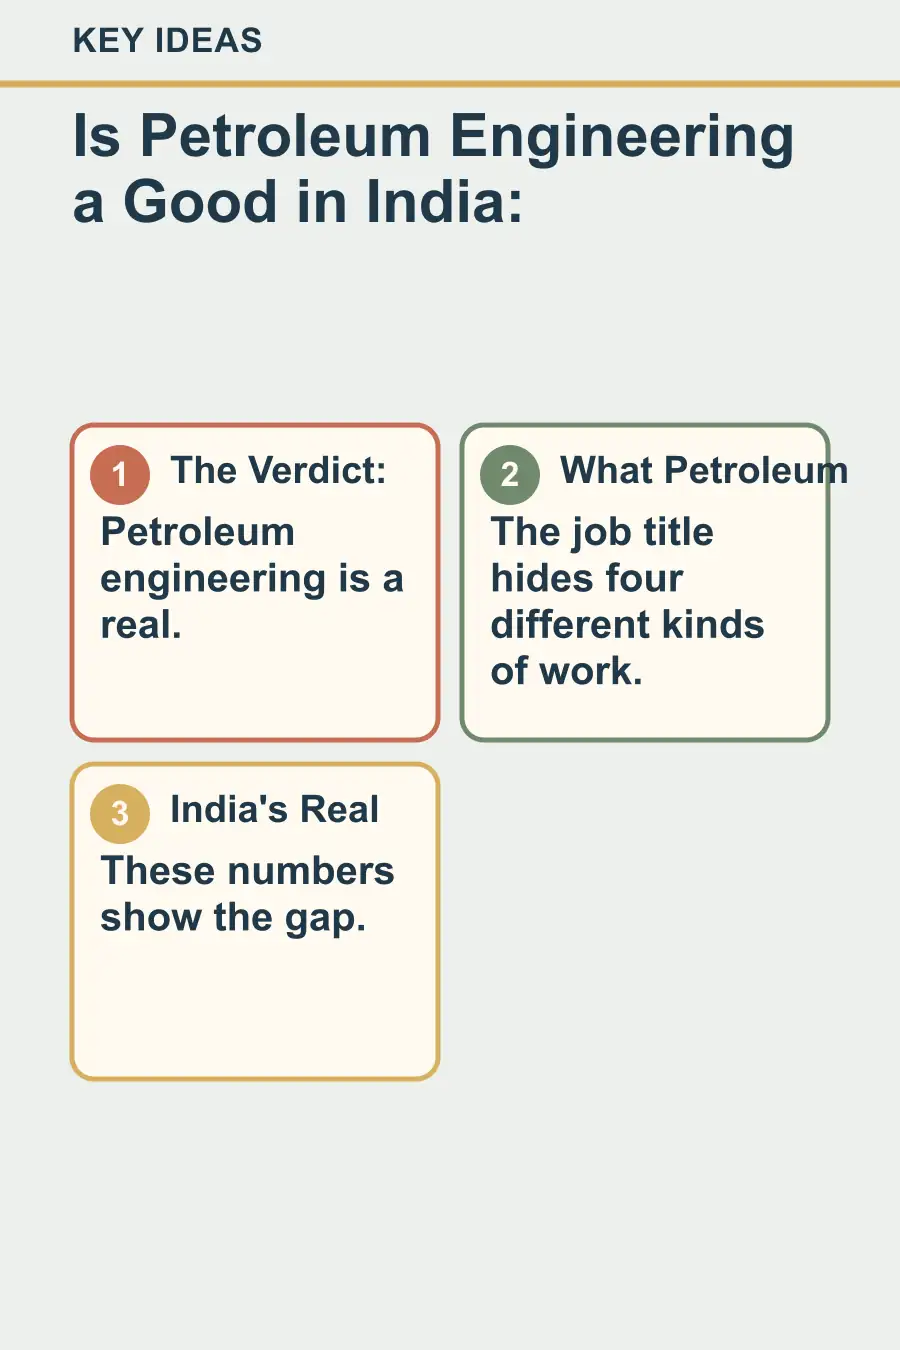 KEY IDEAS
Is Petroleum Engineering
a Good in India:
1 The Verdict:
Petroleum
engineering is a
real.
2 What Petroleum
The job title
hides four
different kinds
of work.
3 India's Real
These numbers
show the gap.